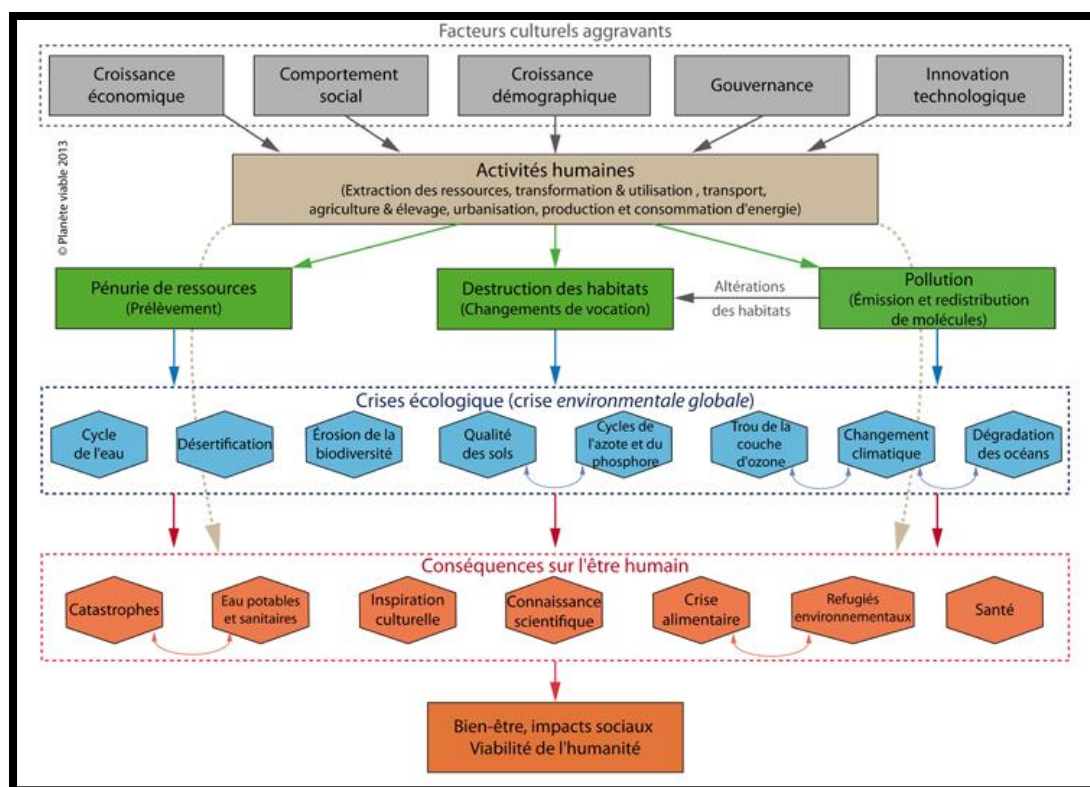 Facteurs culturels aggravants
Croissance
économique
Comportement
social
Croissance
démographique
Gouvernance
Innovation
technologique
© Planète viable 2013
Activités humaines
(Extraction des ressources, transformation & utilisation , transport,
agriculture & élevage, urbanisation, production et consommation d'energie)
Pénurie de ressources
(Prélèvement)
Destruction des habitats
(Changements de vocation)
Altérations
des habitats
Pollution
(Émission et redistribution
de molécules)
Crises écologique (crise environmentale globale)
Cycle
de l'eau
Désertification
Érosion de la
biodiversité
Qualité
des sols
Cycles de
l'azote et du
phosphore
Trou de la
couche
d'ozone
Changement
climatique
Dégradation
des océans
Conséquences sur l'être humain
Catastrophes
Eau potables
et sanitaires
Inspiration
culturelle
Connaissance
scientifique
Crise
alimentaire
Refugiés
environnementaux
Santé
Bien-être, impacts sociaux
Viabilité de l'humanité